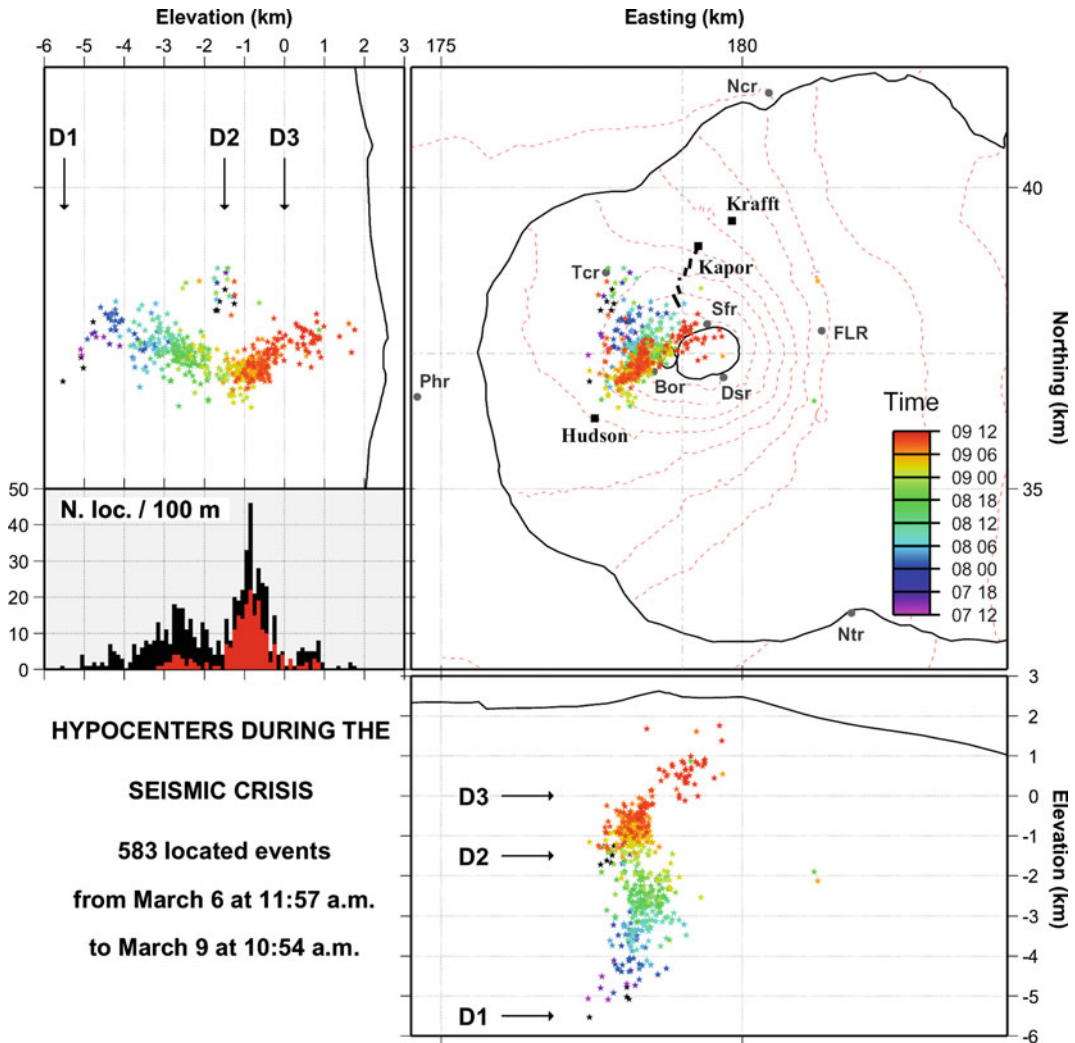 Elevation (km)
Easting (km)
-6 -5 -4 -3 -2 -1 0 1 2 3
175 180
D1 D2 D3
Ncr
40
Krafft
Kapor
Tcr
Sfr
FLR
Northing (km)
Phr
Bor
Dsr
Hudson
Time
09 12
09 06
09 00
08 18
08 12
08 06
08 00
07 18
07 12
35
Ntr
50
N. loc. / 100 m
40
30
20
10
0
HYPOCENTERS DURING THE
SEISMIC CRISIS
583 located events
from March 6 at 11:57 a.m.
to March 9 at 10:54 a.m.
D3
D2
D1
3
2
1
0
-1
-2
-3
-4
-5
-6
Elevation (km)